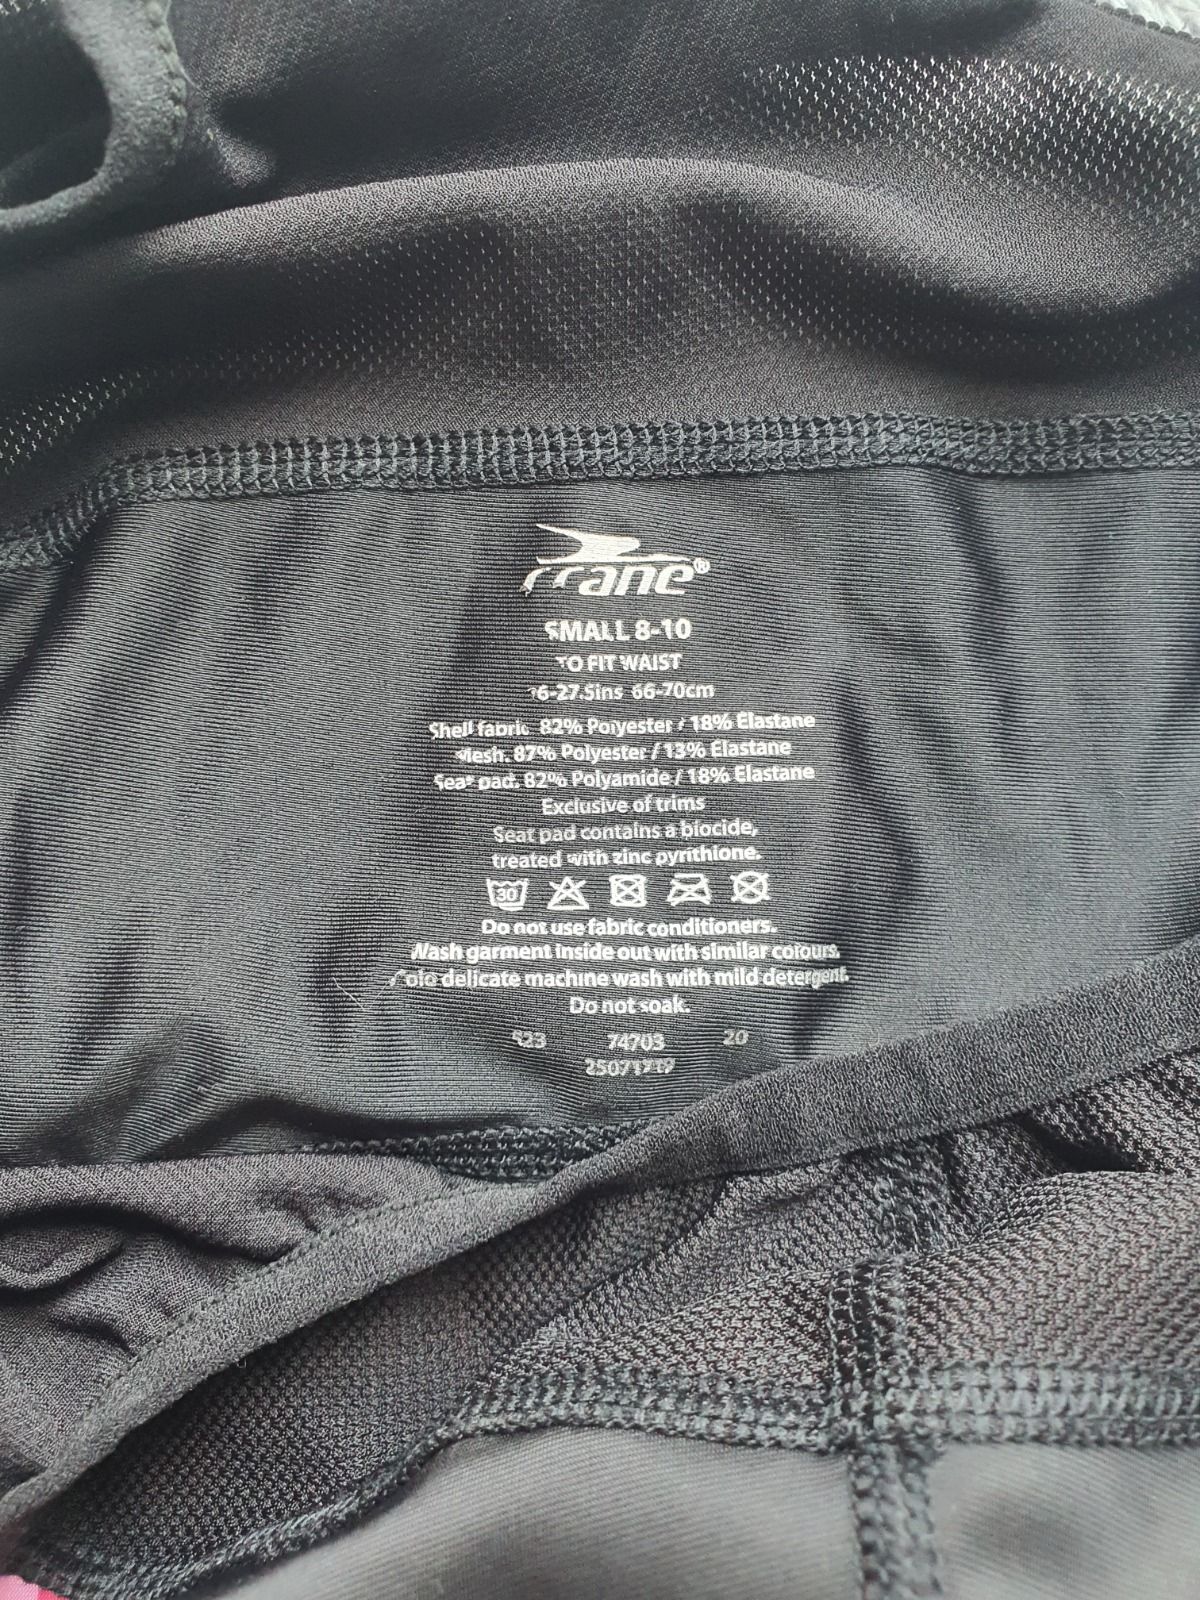 crane®
SMALL 8-10
TO FIT WAIST
26-27.5ins 66-70cm
Shell fabric. 82% Polyester / 18% Elastane
Mesh. 87% Polyester / 13% Elastane
Seat pad. 82% Polyamide / 18% Elastane
Exclusive of trims
Seat pad contains a biocide,
treated with zinc pyrithione.
30
Do not use fabric conditioners.
Wash garment inside out with similar colours.
Cold delicate machine wash with mild detergent.
Do not soak.
74703 20